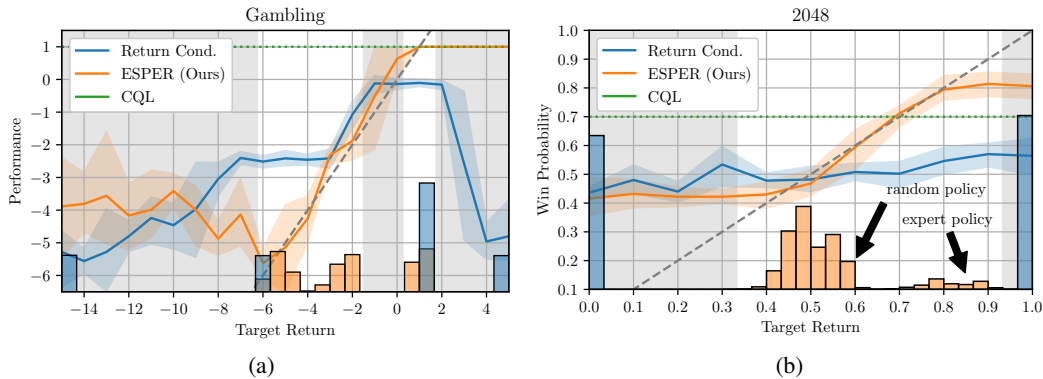 Gambling
Performance
1
0
−1
−2
−3
−4
−5
−6
Return Cond.
ESPER (Ours)
CQL
−14 −12 −10 −8 −6 −4 −2 0 2 4
Target Return
(a)
2048
Win Probability
1.0
0.9
0.8
0.7
0.6
0.5
0.4
0.3
0.2
0.1
Return Cond.
ESPER (Ours)
CQL
random policy
expert policy
0.0 0.1 0.2 0.3 0.4 0.5 0.6 0.7 0.8 0.9 1.0
Target Return
(b)